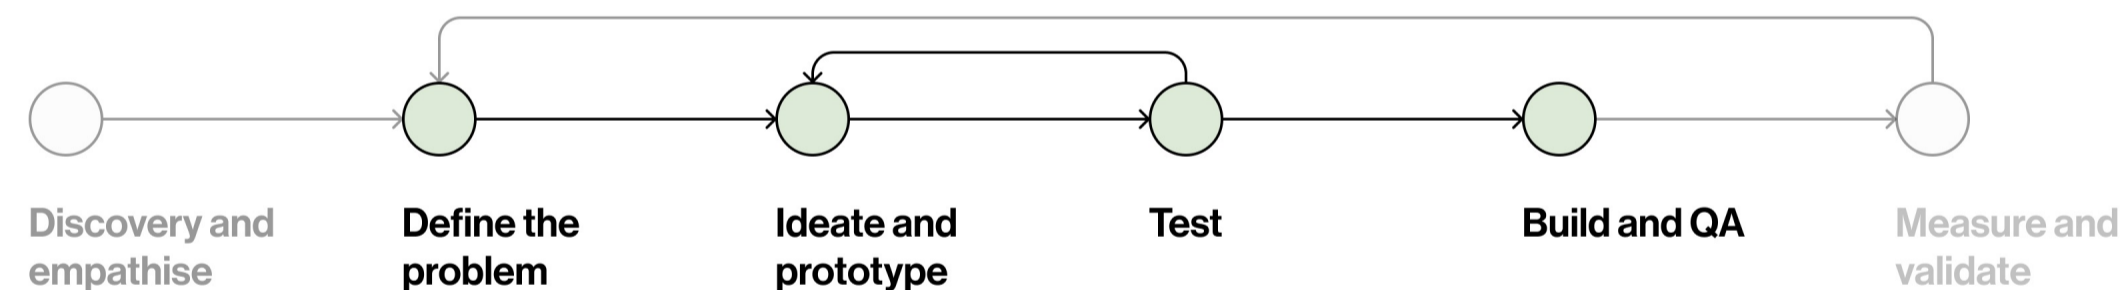 Discovery and
empathise
Define the
problem
Ideate and
prototype
Test
Build and QA
Measure and
validate